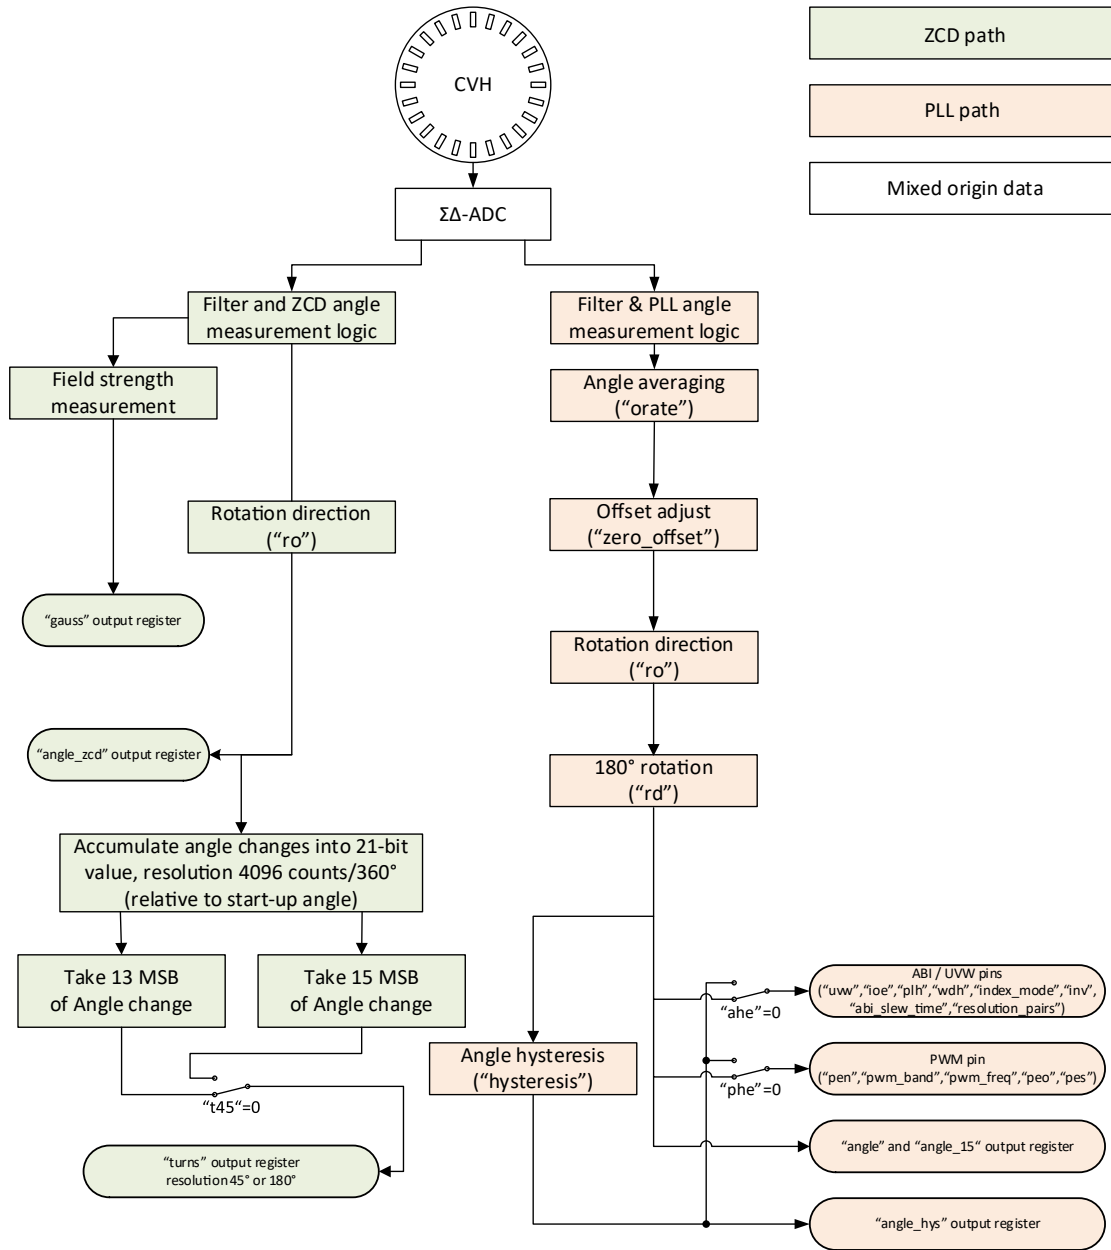 CVH
ZCD path
PLL path
Mixed origin data
ΣΔ-ADC
Filter and ZCD angle
measurement logic
Filter & PLL angle
measurement logic
Field strength
measurement
Angle averaging
(“orate”)
Rotation direction
(“ro”)
Offset adjust
(“zero_offset”)
“gauss” output register
Rotation direction
(“ro”)
“angle_zcd” output register
180° rotation
(“rd”)
Accumulate angle changes into 21-bit
value, resolution 4096 counts/360°
(relative to start-up angle)
Take 13 MSB
of Angle change
Take 15 MSB
of Angle change
“t45“=0
“turns” output register
resolution 45° or 180°
Angle hysteresis
(“hysteresis”)
“ahe”=0
ABI / UVW pins
(“uvw”,“ioe”,“plh”,“wdh”,“index_mode”,“inv”,
“abi_slew_time”,“resolution_pairs”)
“phe”=0
PWM pin
(“pen”,“pwm_band”,“pwm_freq”,“peo”,“pes”)
“angle” and “angle_15“ output register
“angle_hys” output register